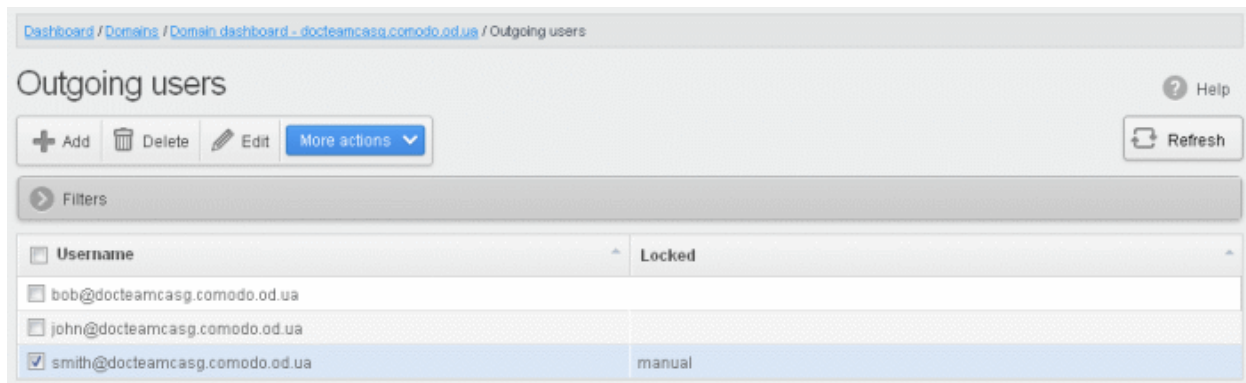 Dashboard / Domains / Domain dashboard - docteamcasg.comodo.od.ua / Outgoing users
Outgoing users
Help
Add Delete Edit More actions Refresh
Filters
Username Locked
bob@docteamcasg.comodo.od.ua
john@docteamcasg.comodo.od.ua
smith@docteamcasg.comodo.od.ua manual